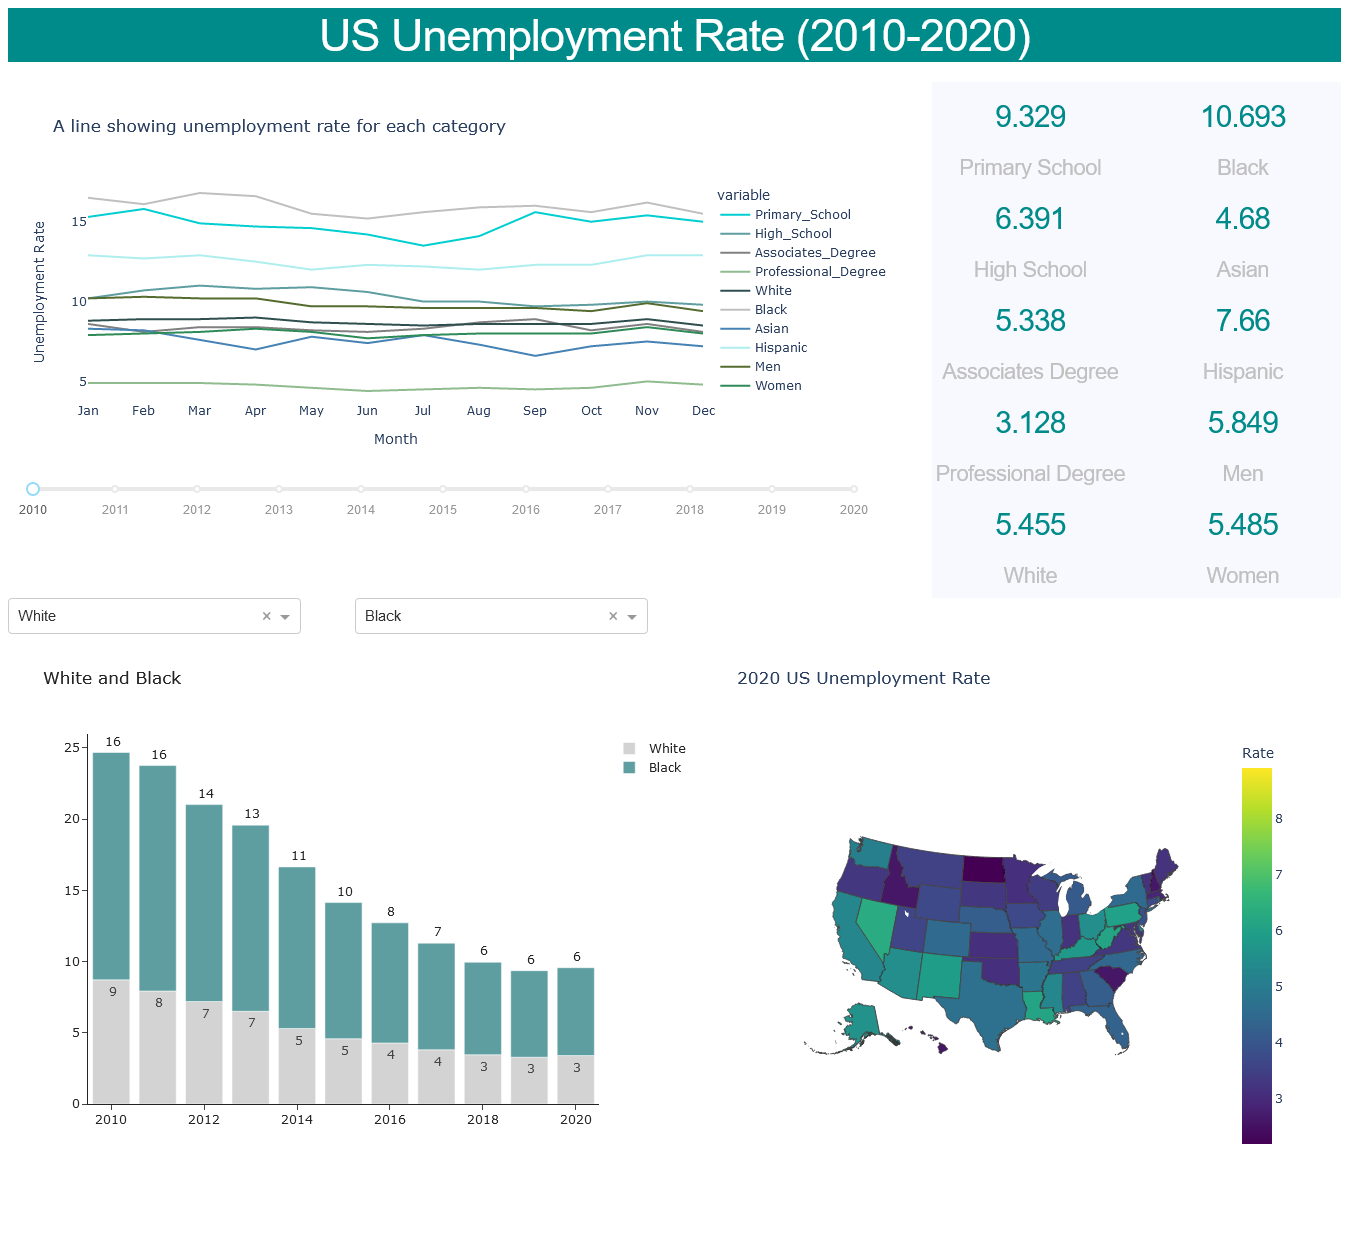 US Unemployment Rate (2010-2020)
A line showing unemployment rate for each category
Unemployment Rate
15
10
5
Jan Feb Mar Apr May Jun Jul Aug Sep Oct Nov Dec
Month
variable
Primary_School
High_School
Associates_Degree
Professional_Degree
White
Black
Asian
Hispanic
Men
Women
2010 2011 2012 2013 2014 2015 2016 2017 2018 2019 2020
9.329 10.693
Primary School Black
6.391 4.68
High School Asian
5.338 7.66
Associates Degree Hispanic
3.128 5.849
Professional Degree Men
5.455 5.485
White Women
White × Black ×
White and Black
25
20
15
10
5
0
16 16 14 13 11 10 8 7 6 6 6
9 8 7 7 5 5 4 4 3 3 3
2010 2012 2014 2016 2018 2020
White
Black
2020 US Unemployment Rate
Rate
8
7
6
5
4
3